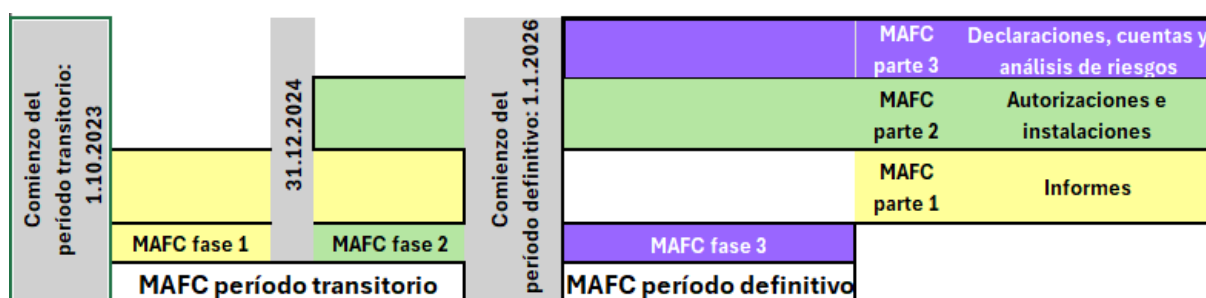 Comienzo del
período transitorio:
1.10.2023
31.12.2024
Comienzo del
período definitivo: 1.1.2026
MAFC
parte 3
Declaraciones, cuentas y
análisis de riesgos
MAFC
parte 2
Autorizaciones e
instalaciones
MAFC
parte 1
Informes
MAFC fase 1
MAFC fase 2
MAFC fase 3
MAFC período transitorio
MAFC período definitivo